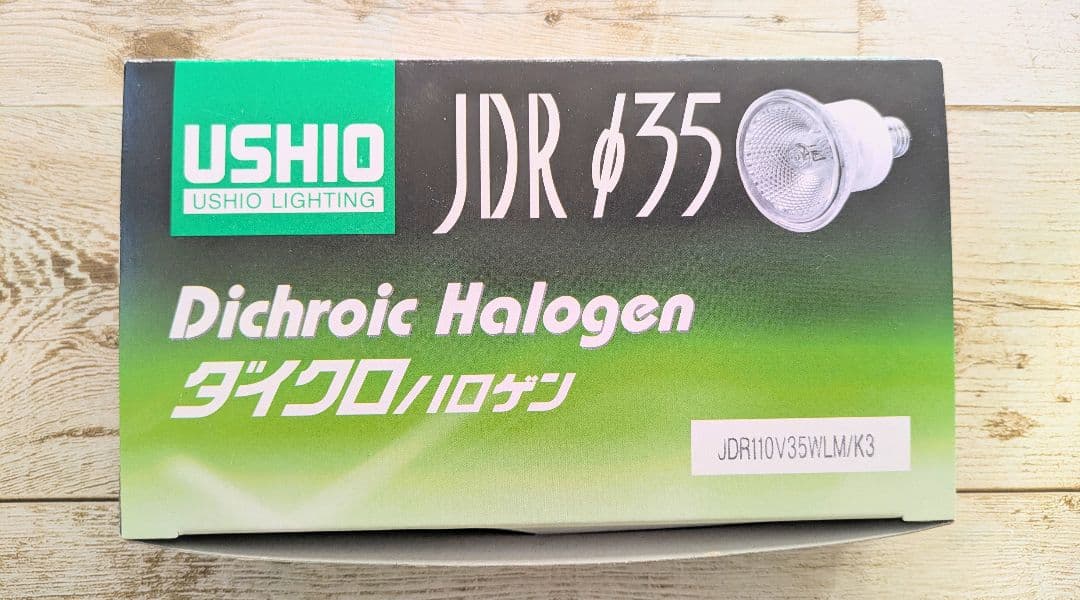 USHIO
USHIO LIGHTING
JDR φ35
Dichroic Halogen
ダイクロハロゲン
JDR110V35WLM/K3